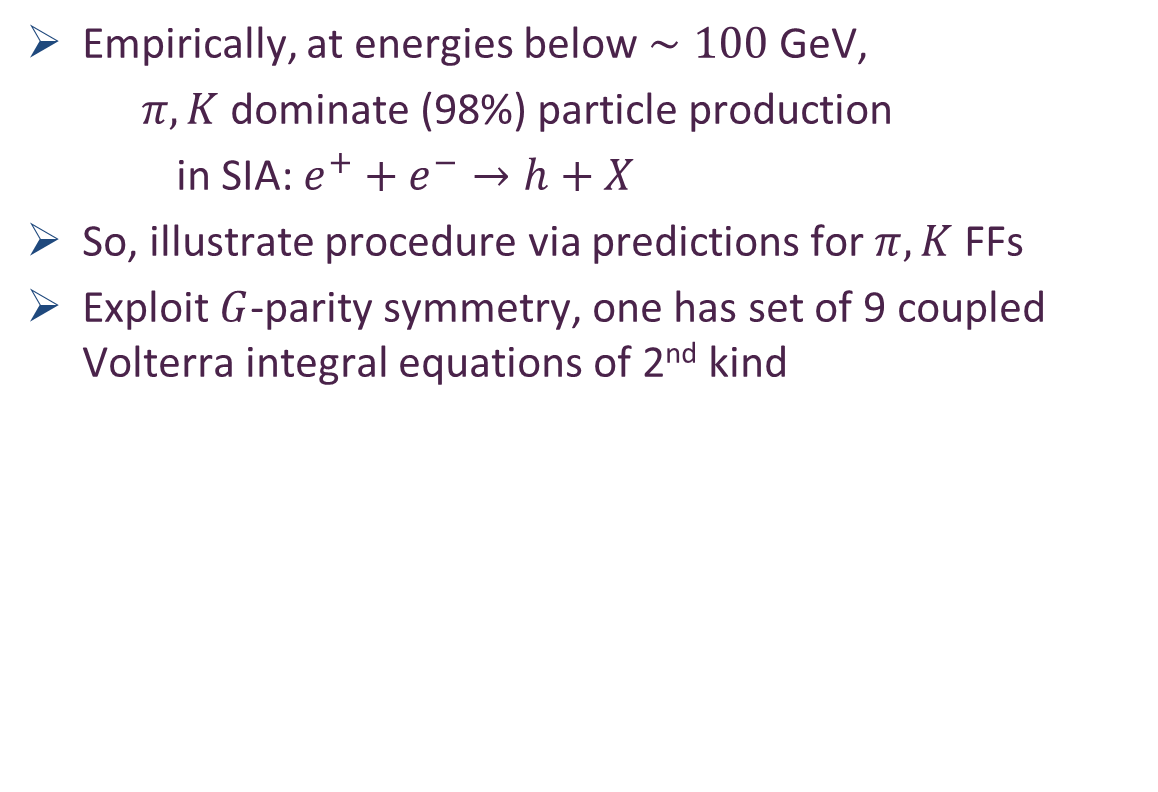 ➢ Empirically, at energies below ~ 100 GeV,
π, K dominate (98%) particle production
in SIA: e⁺ + e⁻ → h + X
➢ So, illustrate procedure via predictions for π, K FFs
➢ Exploit G-parity symmetry, one has set of 9 coupled
Volterra integral equations of 2nd kind